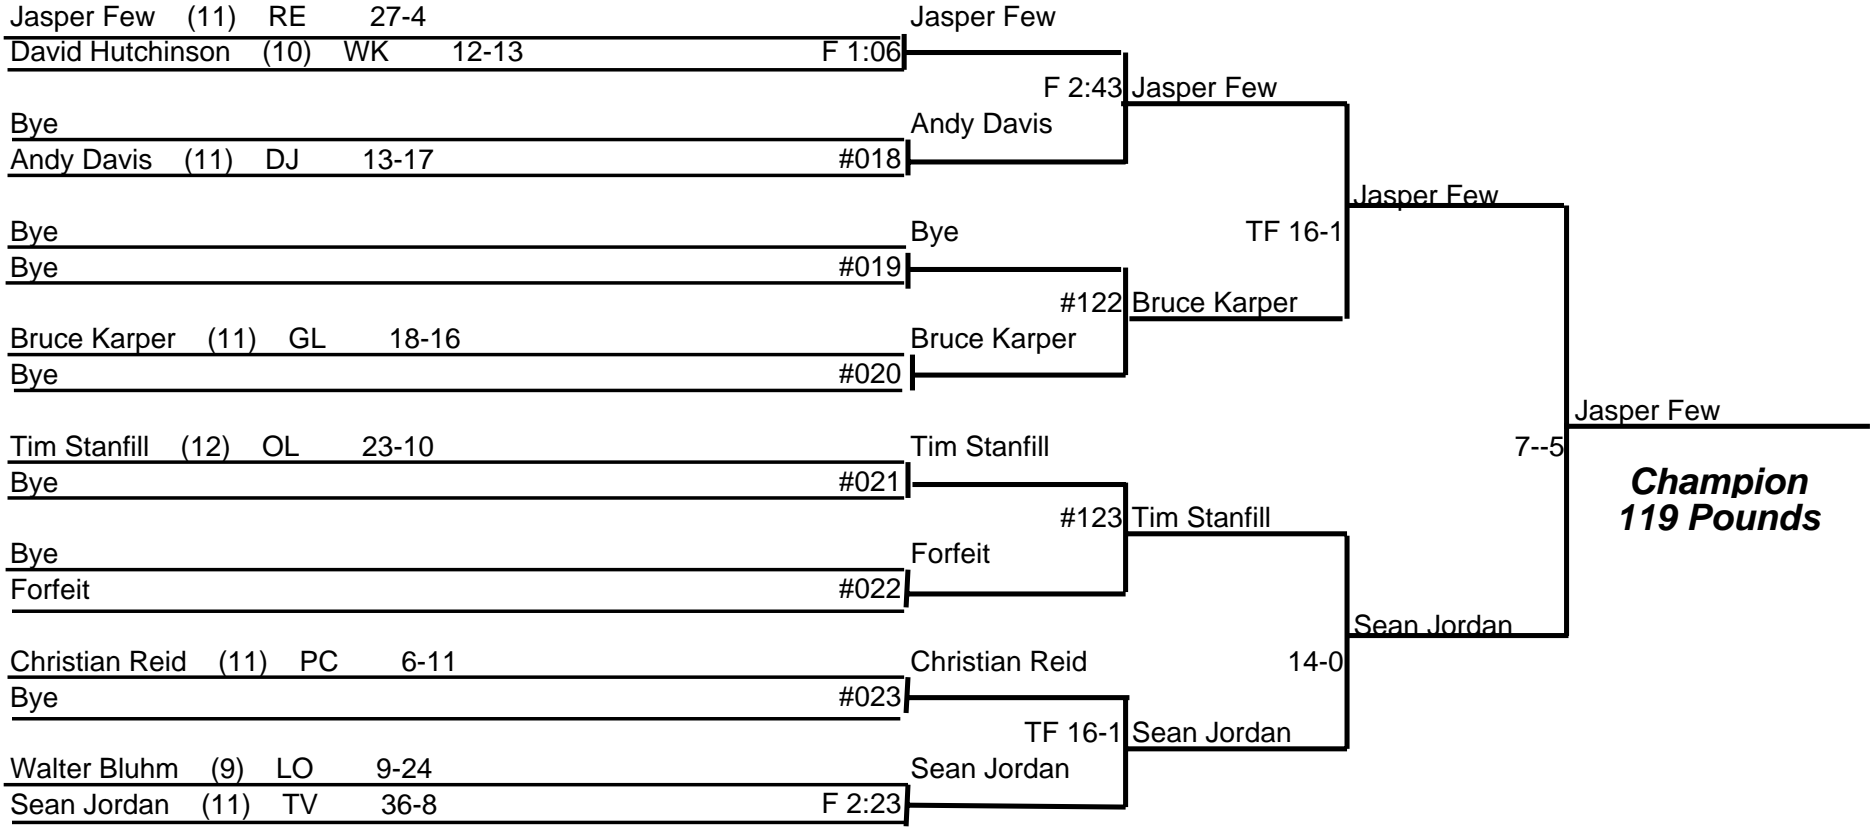 Jasper Few (11) RE 27-4 Jasper Few
David Hutchinson (10) WK 12-13 F 1:06
F 2:43 Jasper Few
Bye Andy Davis
Andy Davis (11) DJ 13-17 #018
Jasper Few
Bye Bye TF 16-1
Bye #019
#122 Bruce Karper
Bruce Karper (11) GL 18-16 Bruce Karper
Bye #020
Jasper Few
Tim Stanfill (12) OL 23-10 Tim Stanfill 7--5
Bye #021 Champion
#123 Tim Stanfill 119 Pounds
Bye Forfeit
Forfeit #022
Sean Jordan
Christian Reid (11) PC 6-11 Christian Reid 14-0
Bye #023
TF 16-1 Sean Jordan
Walter Bluhm (9) LO 9-24 Sean Jordan
Sean Jordan (11) TV 36-8 F 2:23